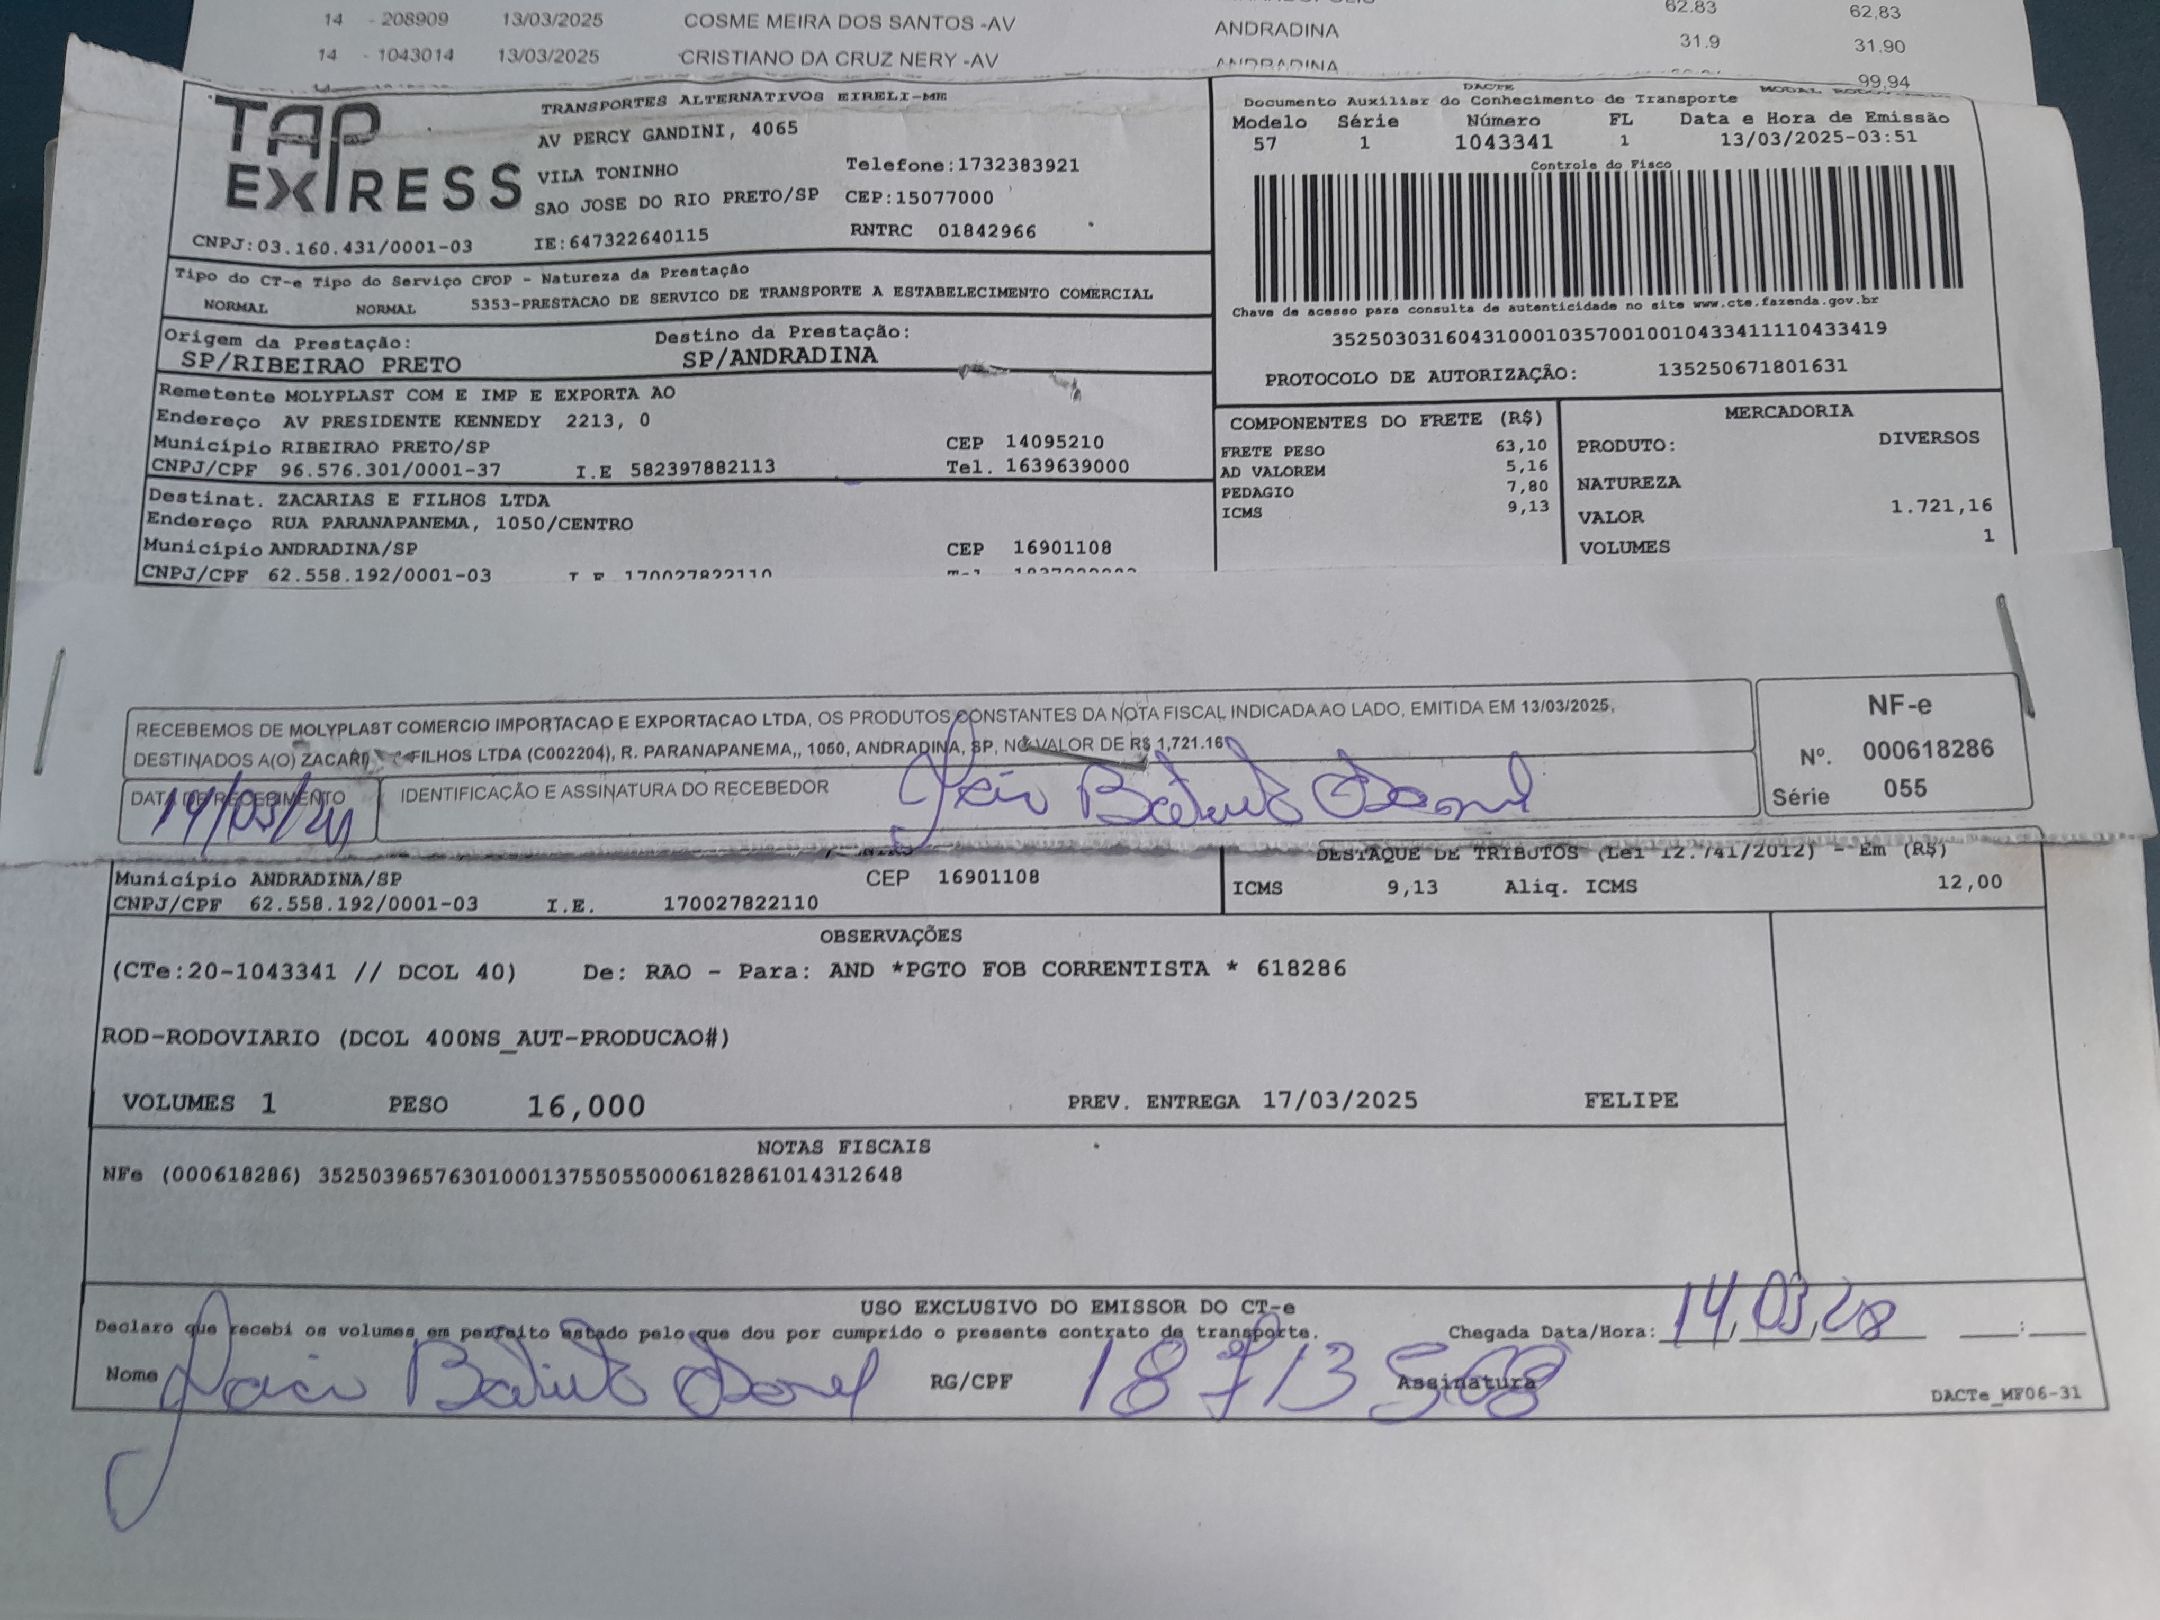 62.83 62,83
14 - 208909 13/03/2025 COSME MEIRA DOS SANTOS -AV ANDRADINA 31.9 31.90
14 - 1043014 13/03/2025 CRISTIANO DA CRUZ NERY -AV ANDRADINA 99,94
TAP EXPRESS
TRANSPORTES ALTERNATIVOS EIRELI-ME
AV PERCY GANDINI, 4065
VILA TONINHO Telefone:1732383921
SAO JOSE DO RIO PRETO/SP CEP:15077000
CNPJ:03.160.431/0001-03 IE:647322640115 RNTRC 01842966
DACTE MODAL
Documento Auxiliar do Conhecimento de Transporte
Modelo Série Número FL Data e Hora de Emissão
57 1 1043341 1 13/03/2025-03:51
Controle do Fisco
Chave de acesso para consulta de autenticidade no site www.cte.fazenda.gov.br
35250303160431000103570010010433411110433419
PROTOCOLO DE AUTORIZAÇÃO: 135250671801631
Tipo do CT-e Tipo do Serviço CFOP - Natureza da Prestação
NORMAL NORMAL 5353-PRESTACAO DE SERVICO DE TRANSPORTE A ESTABELECIMENTO COMERCIAL
Origem da Prestação: Destino da Prestação:
SP/RIBEIRAO PRETO SP/ANDRADINA
Remetente MOLYPLAST COM E IMP E EXPORTA AO
Endereço AV PRESIDENTE KENNEDY 2213, 0
Município RIBEIRAO PRETO/SP CEP 14095210
CNPJ/CPF 96.576.301/0001-37 I.E 582397882113 Tel. 1639639000
Destinat. ZACARIAS E FILHOS LTDA
Endereço RUA PARANAPANEMA, 1050/CENTRO
Município ANDRADINA/SP CEP 16901108
CNPJ/CPF 62.558.192/0001-03 I.E 170027822110
COMPONENTES DO FRETE (R$)
FRETE PESO 63,10
AD VALOREM 5,16
PEDAGIO 7,80
ICMS 9,13
MERCADORIA
PRODUTO: DIVERSOS
NATUREZA
VALOR 1.721,16
VOLUMES 1
RECEBEMOS DE MOLYPLAST COMERCIO IMPORTACAO E EXPORTACAO LTDA, OS PRODUTOS CONSTANTES DA NOTA FISCAL INDICADA AO LADO, EMITIDA EM 13/03/2025,
DESTINADOS A(O) ZACARI FILHOS LTDA (C002204), R. PARANAPANEMA,, 1050, ANDRADINA, SP, NO VALOR DE R$ 1,721.16
DATA DE RECEBIMENTO IDENTIFICAÇÃO E ASSINATURA DO RECEBEDOR
14/03/
NF-e
Nº. 000618286
Série 055
DESTAQUE DE TRIBUTOS (Lei 12.741/2012) - Em (R$)
Município ANDRADINA/SP CEP 16901108
CNPJ/CPF 62.558.192/0001-03 I.E. 170027822110
ICMS 9,13 Aliq. ICMS 12,00
OBSERVAÇÕES
(CTe:20-1043341 // DCOL 40) De: RAO - Para: AND *PGTO FOB CORRENTISTA * 618286
ROD-RODOVIARIO (DCOL 400NS_AUT-PRODUCAO#)
VOLUMES 1 PESO 16,000 PREV. ENTREGA 17/03/2025 FELIPE
NOTAS FISCAIS
NFe (000618286) 35250396576301000137550550006182861014312648
USO EXCLUSIVO DO EMISSOR DO CT-e
Declaro que recebi os volumes em perfeito estado pelo que dou por cumprido o presente contrato de transporte. Chegada Data/Hora: 14/03/ :
Nome RG/CPF 18 713 508 Assinatura
DACTe_MF06-31